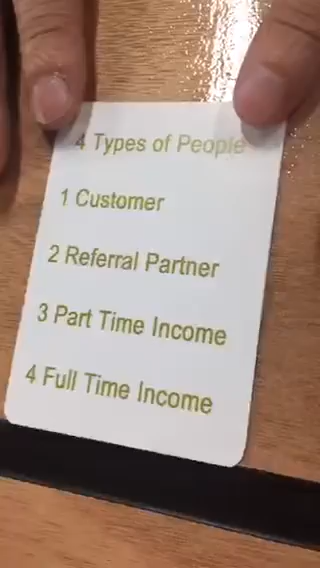 4 Types of People
1 Customer
2 Referral Partner
3 Part Time Income
4 Full Time Income